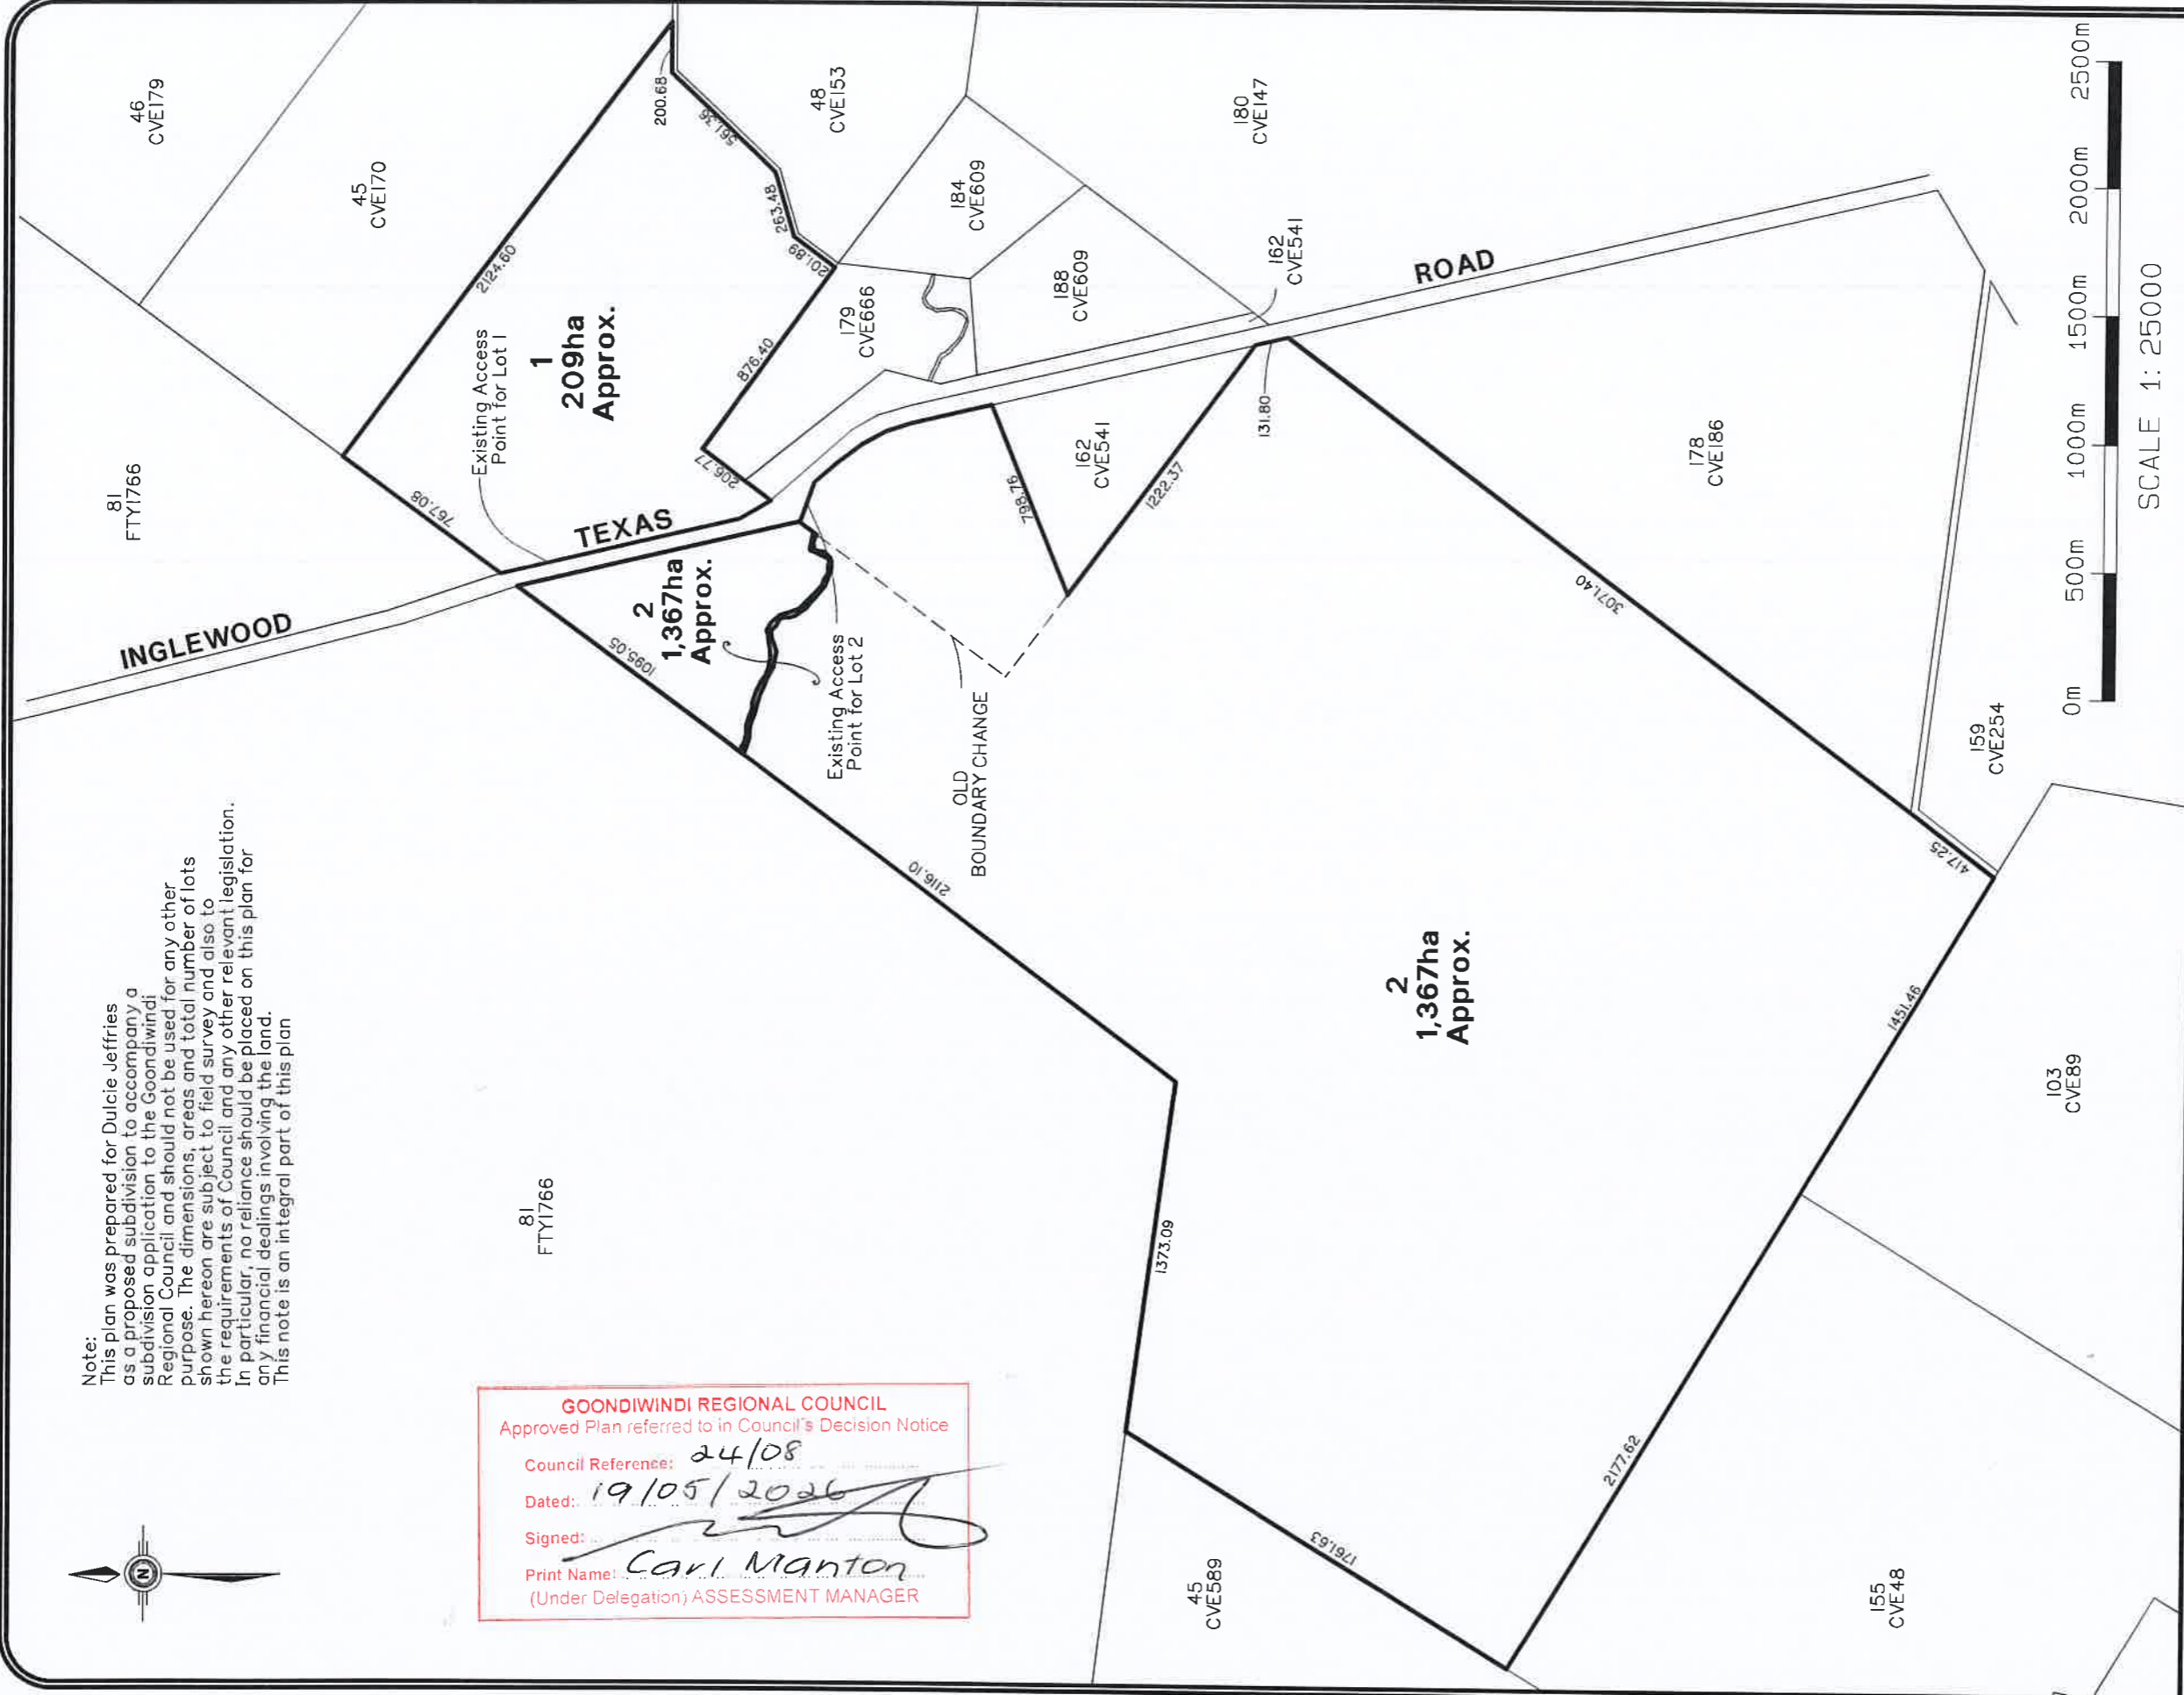 Note:
This plan was prepared for Dulcie Jeffries
as a proposed subdivision to accompany a
subdivision application to the Goondiwindi
Regional Council and should not be used for any other
purpose. The dimensions, areas and total number of lots
shown hereon are subject to field survey and also to
the requirements of Council and any other relevant legislation.
In particular, no reliance should be placed on this plan for
any financial dealings involving the land.
This note is an integral part of this plan
N
GOONDIWINDI REGIONAL COUNCIL
Approved Plan referred to in Council's Decision Notice
Council Reference: 24/08
Dated: 19/05/2026
Signed:
Print Name: Carl Manton
(Under Delegation) ASSESSMENT MANAGER
46
CVE179
45
CVE170
81
FTY1766
INGLEWOOD
TEXAS
ROAD
Existing Access
Point for Lot 1
1
209ha
Approx.
2124.60
767.08
200.68
561.36
263.48
201.89
876.40
206.77
48
CVE153
184
CVE609
180
CVE147
179
CVE666
188
CVE609
162
CVE541
162
CVE541
2
1,367ha
Approx.
1095.05
Existing Access
Point for Lot 2
OLD
BOUNDARY CHANGE
798.76
1222.37
131.80
178
CVE186
3071.40
159
CVE254
417.25
2116.10
81
FTY1766
2
1,367ha
Approx.
1373.09
1451.46
103
CVE89
2177.62
1761.63
45
CVE589
155
CVE48
0m 500m 1000m 1500m 2000m 2500m
SCALE 1: 25000